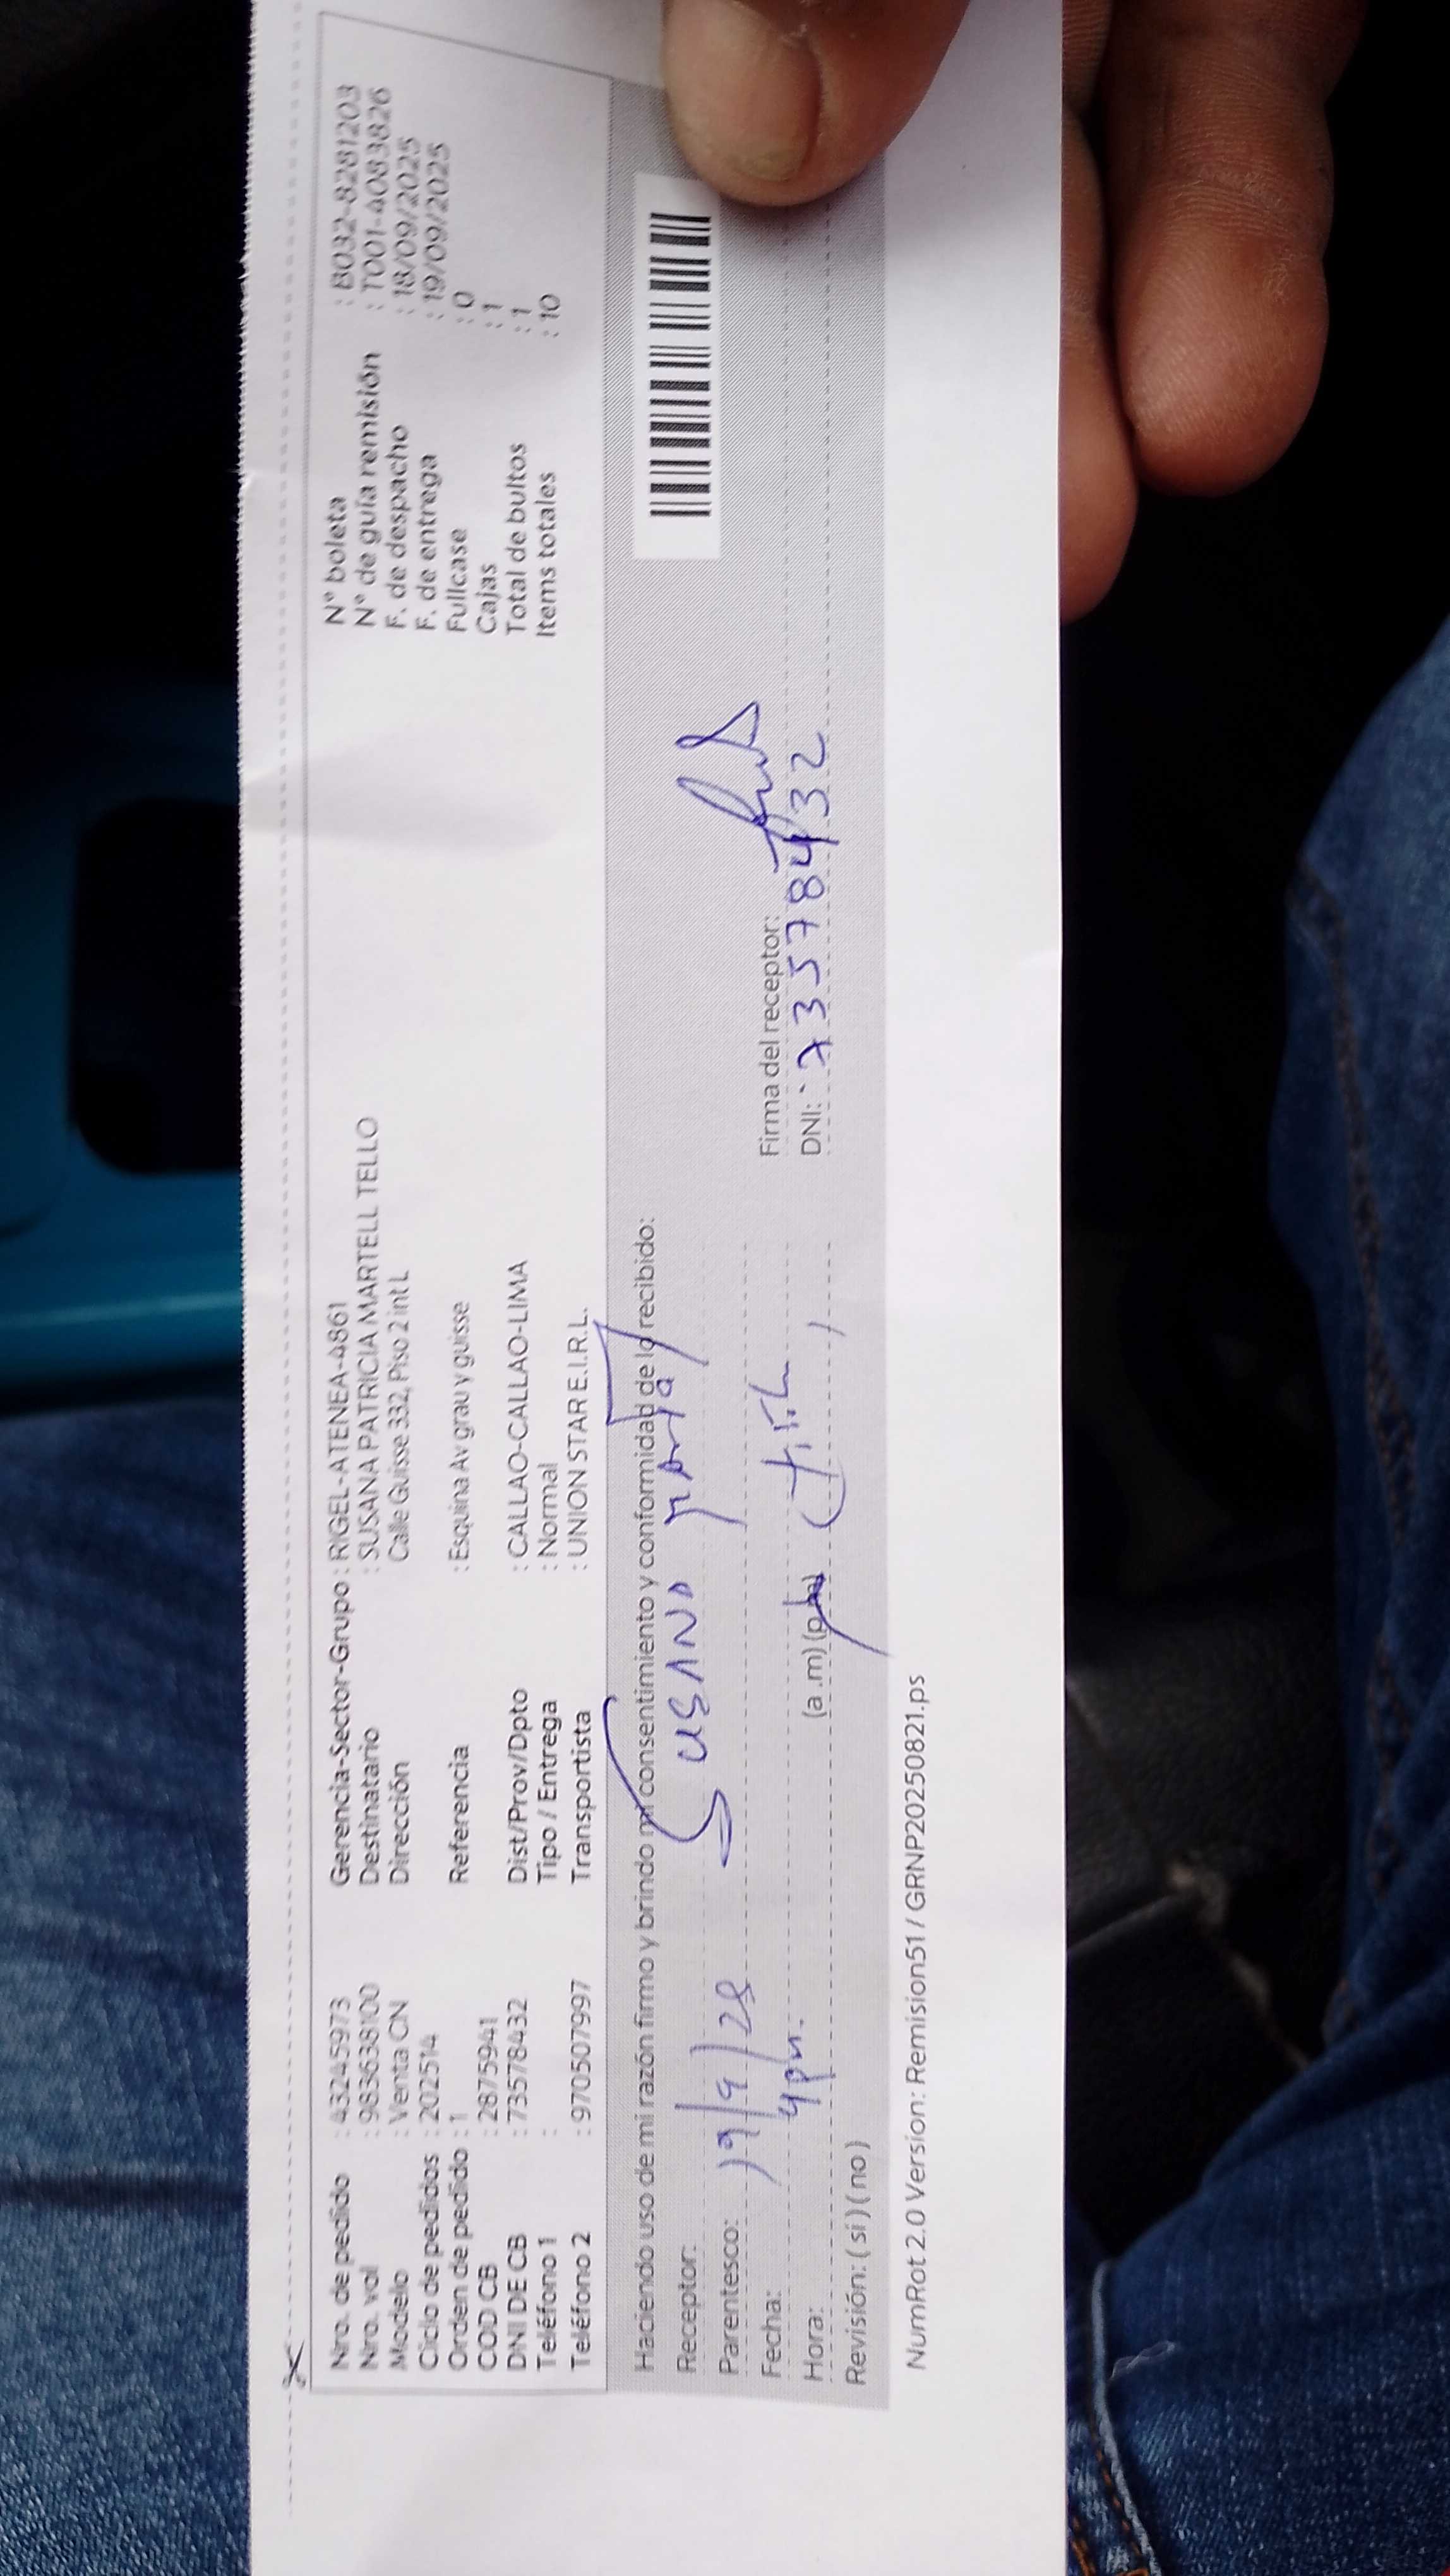 Nro. de pedido : 43245973
Nro. vol : 983638100
Modelo : Venta CN
Ciclo de pedidos : 202514
Orden de pedido : 1
COD CB : 2875941
DNI DE CB : 73578432
Teléfono 1 :
Teléfono 2 : 970507997
Gerencia-Sector-Grupo : RIGEL-ATENEA-4861
Destinatario : SUSANA PATRICIA MARTELL TELLO
Dirección Calle Guisse 332, Piso 2 int L
Referencia : Esquina Av grau y guisse
Dist/Prov/Dpto : CALLAO-CALLAO-LIMA
Tipo / Entrega : Normal
Transportista : UNION STAR E.I.R.L.
N° boleta : B032-8281203
N° de guía remisión : T001-4083826
F. de despacho : 18/09/2025
F. de entrega : 19/09/2025
Fullcase : 0
Cajas : 1
Total de bultos : 1
Items totales : 10
Haciendo uso de mi razón firmo y brindo mi consentimiento y conformidad de lo recibido:
Receptor: SUSANA
Parentesco:
Fecha: 19/9/25
Hora: 4 pm. (a.m) (p.m)
Revisión: ( si ) ( no )
Firma del receptor:
DNI: 73578432
NumRot 2.0 Version: Remision51 / GRNP20250821.ps